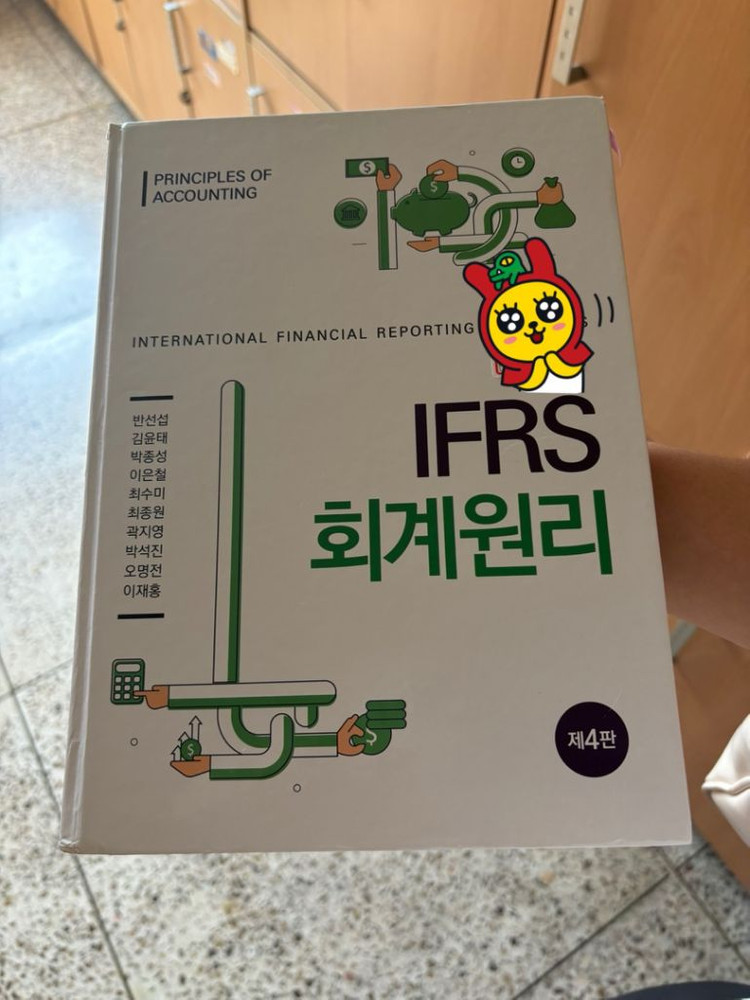 PRINCIPLES OF
ACCOUNTING
INTERNATIONAL FINANCIAL REPORTING
IFRS
회계원리
반선섭
김윤태
박종성
이은철
최수미
최종원
곽지영
박석진
오명전
이재홍
제4판